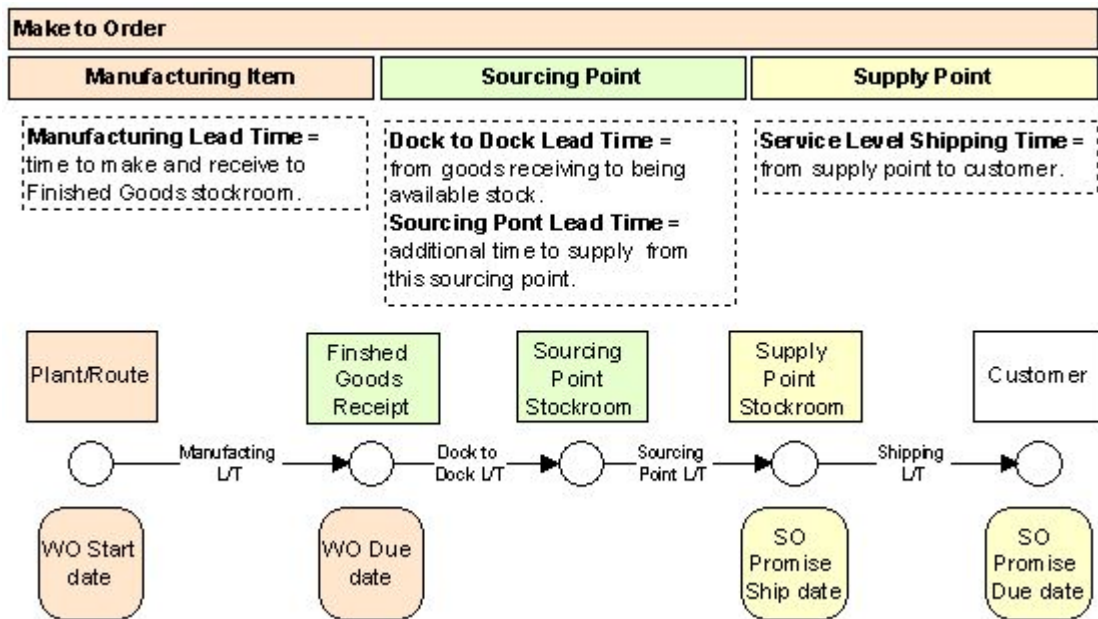 Make to Order
Manufacturing Item
Sourcing Point
Supply Point
Manufacturing Lead Time =
time to make and receive to
Finished Goods stockroom.
Dock to Dock Lead Time =
from goods receiving to being
available stock.
Sourcing Pont Lead Time =
additional time to supply from
this sourcing point.
Service Level Shipping Time =
from supply point to customer.
Plant/Route
Finshed
Goods
Receipt
Sourcing
Point
Stockroom
Supply
Point
Stockroom
Customer
Manufacting
L/T
Dock to
Dock L/T
Sourcing
Point L/T
Shipping
L/T
WO Start
date
WO Due
date
SO
Promise
Ship date
SO
Promise
Due date